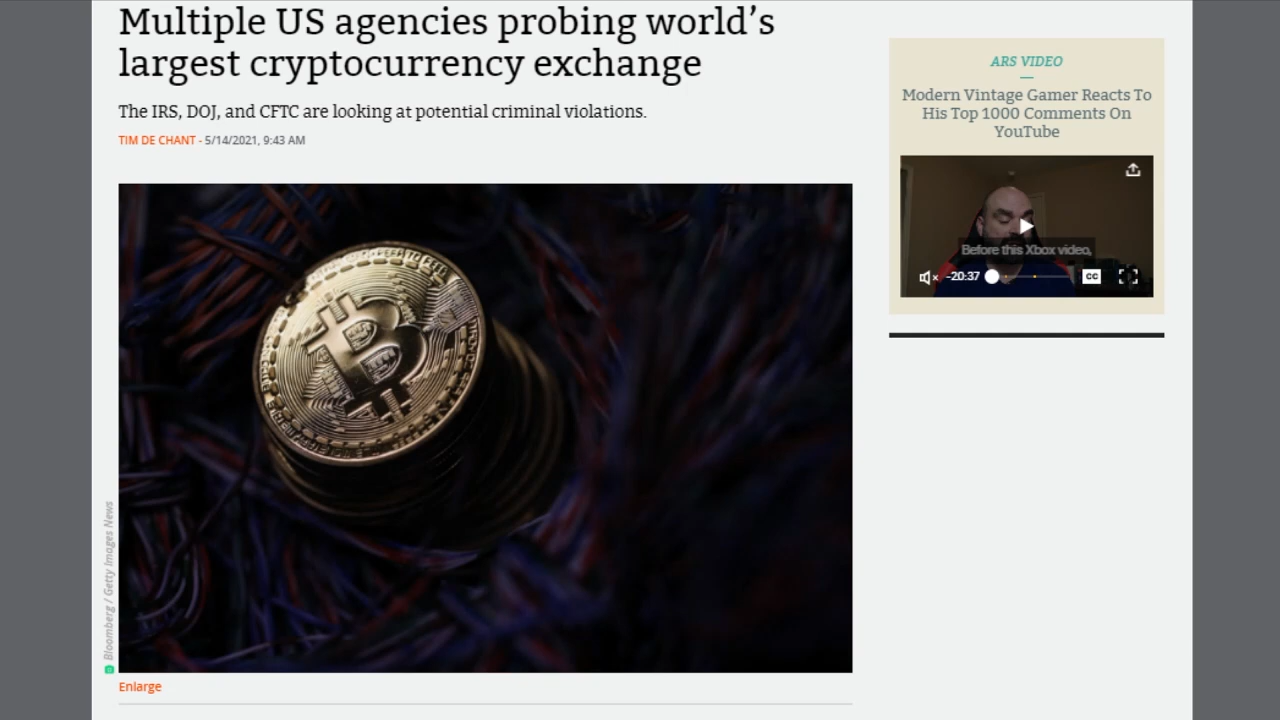 Multiple US agencies probing world's
largest cryptocurrency exchange
The IRS, DOJ, and CFTC are looking at potential criminal violations.
TIM DE CHANT - 5/14/2021, 9:43 AM
Bloomberg / Getty Images News
Enlarge
ARS VIDEO
Modern Vintage Gamer Reacts To
His Top 1000 Comments On
YouTube
Before this Xbox video,
-20:37
CC